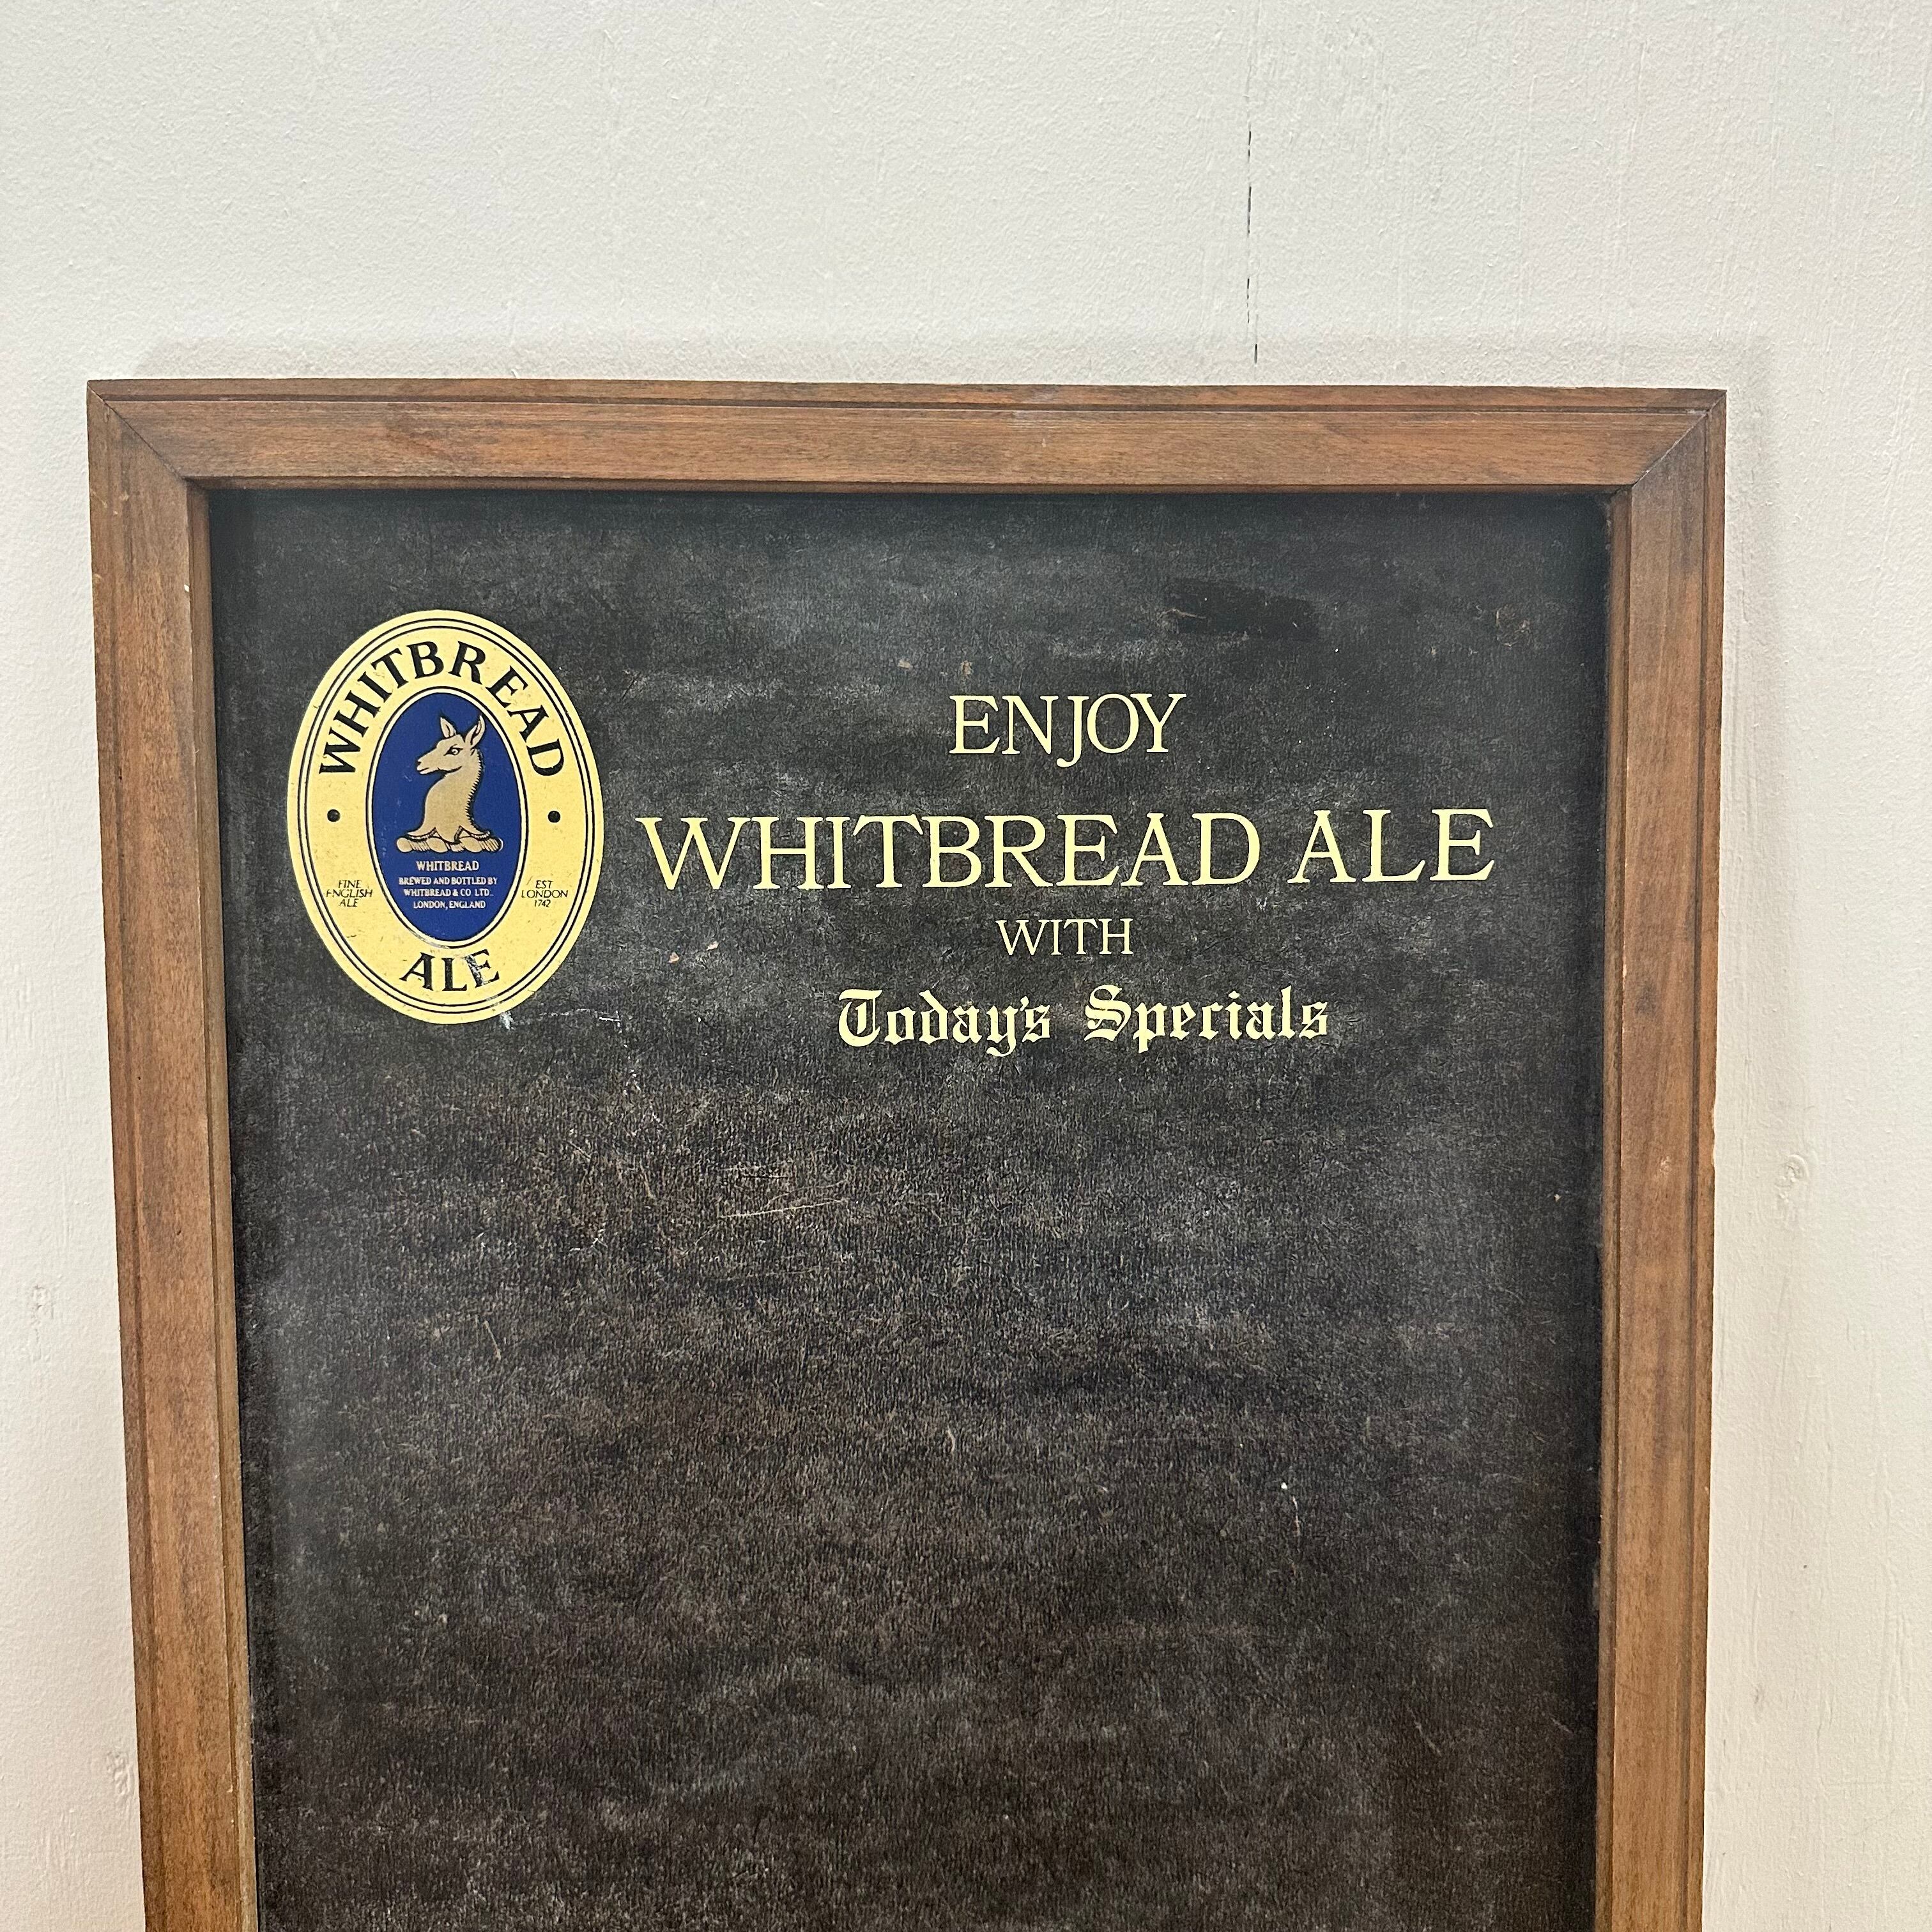 WHITBREAD
WHITBREAD
BREWED AND BOTTLED BY
WHITBREAD & CO LTD.
LONDON, ENGLAND
FINE
ENGLISH
ALE
EST
LONDON
1742
ALE
ENJOY
WHITBREAD ALE
WITH
Today's Specials